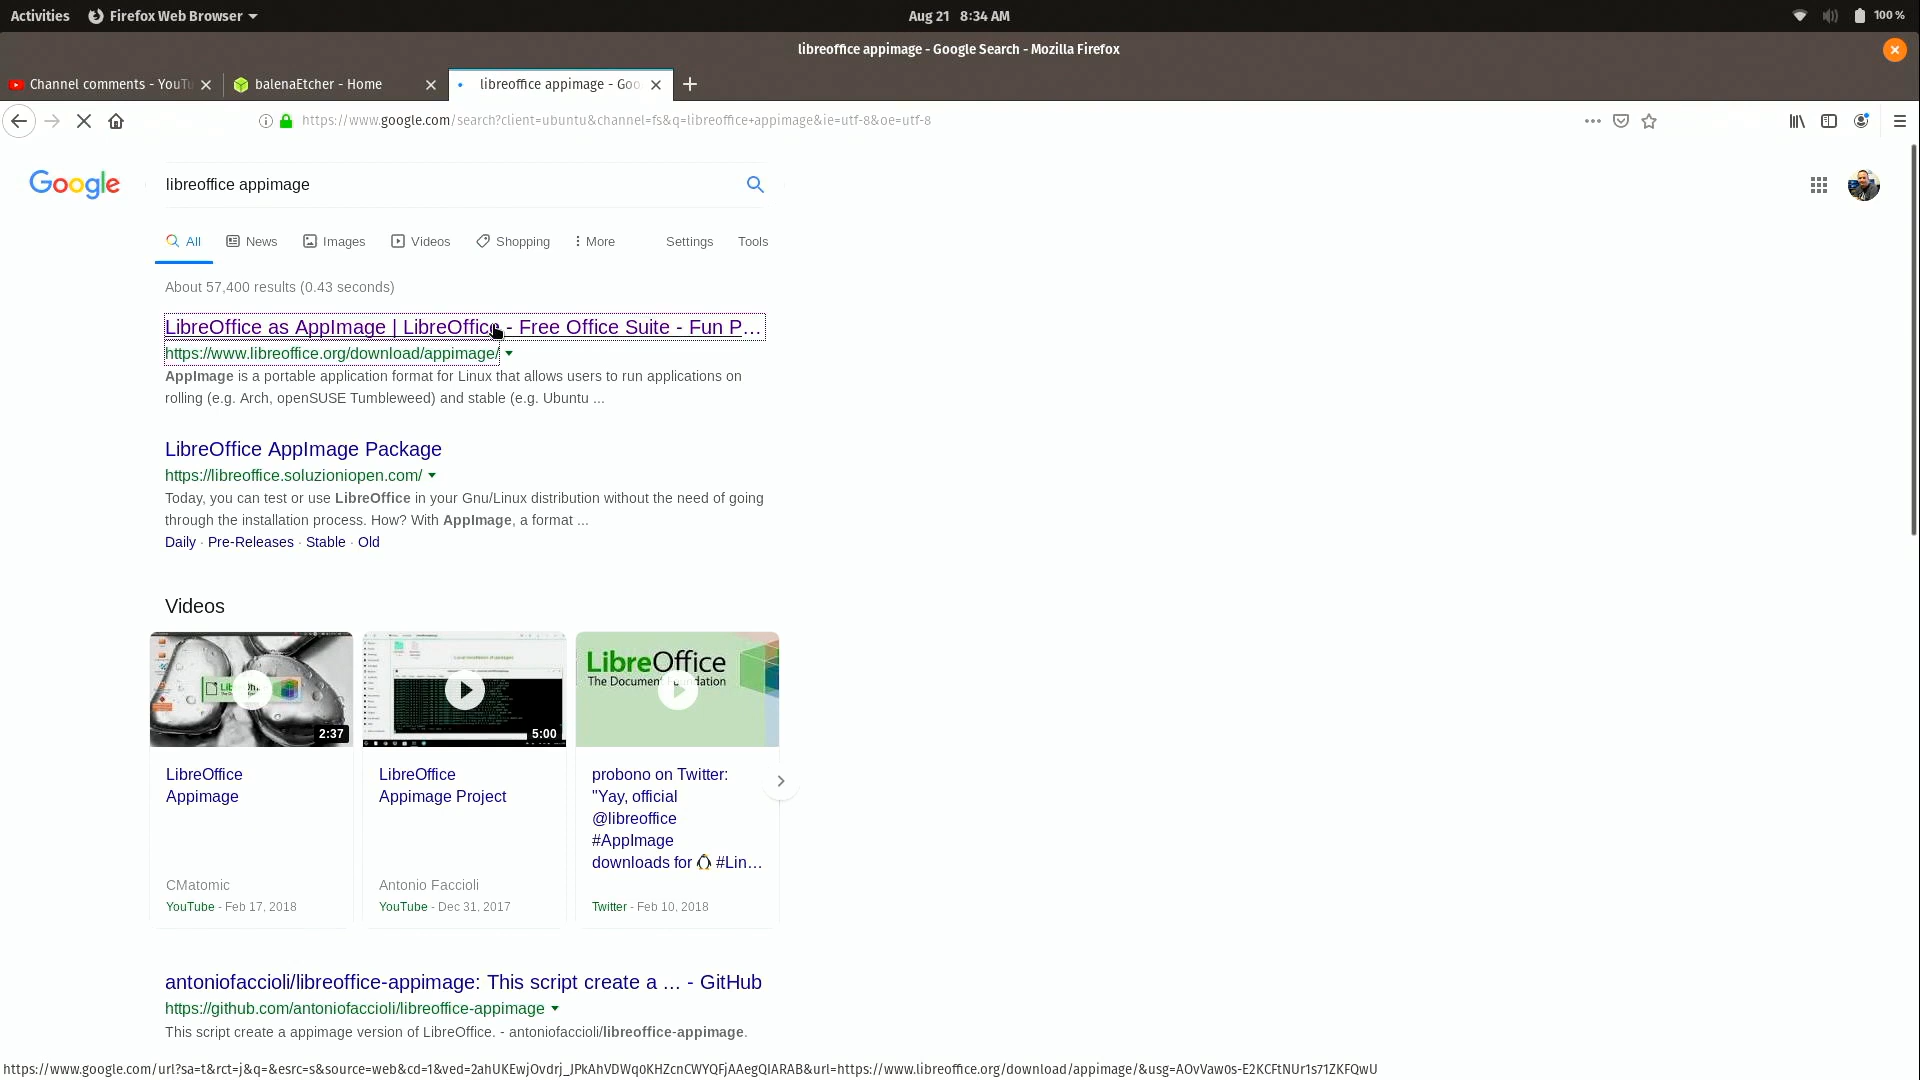 Activities Firefox Web Browser Aug 21 8:34 AM 100 %
libreoffice appimage - Google Search - Mozilla Firefox
Channel comments - YouTu balenaEtcher - Home libreoffice appimage - Goo
https://www.google.com/search?client=ubuntu&channel=fs&q=libreoffice+appimage&ie=utf-8&oe=utf-8
Google libreoffice appimage
All News Images Videos Shopping More Settings Tools
About 57,400 results (0.43 seconds)
LibreOffice as AppImage | LibreOffice - Free Office Suite - Fun P...
https://www.libreoffice.org/download/appimage/
AppImage is a portable application format for Linux that allows users to run applications on
rolling (e.g. Arch, openSUSE Tumbleweed) and stable (e.g. Ubuntu ...
LibreOffice AppImage Package
https://libreoffice.soluzioniopen.com/
Today, you can test or use LibreOffice in your Gnu/Linux distribution without the need of going
through the installation process. How? With AppImage, a format ...
Daily · Pre-Releases · Stable · Old
Videos
LibreOffice
The Document Foundation
2:37 5:00
LibreOffice
Appimage
CMatomic
YouTube - Feb 17, 2018
LibreOffice
Appimage Project
Antonio Faccioli
YouTube - Dec 31, 2017
probono on Twitter:
"Yay, official
@libreoffice
#AppImage
downloads for 🐧 #Lin...
Twitter - Feb 10, 2018
antoniofaccioli/libreoffice-appimage: This script create a ... - GitHub
https://github.com/antoniofaccioli/libreoffice-appimage
This script create a appimage version of LibreOffice. - antoniofaccioli/libreoffice-appimage.
https://www.google.com/url?sa=t&rct=j&q=&esrc=s&source=web&cd=1&ved=2ahUKEwjOvdrj_JPkAhVDWq0KHZcnCWYQFjAAegQIARAB&url=https://www.libreoffice.org/download/appimage/&usg=AOvVaw0s-E2KCFtNUr1s71ZKFQwU